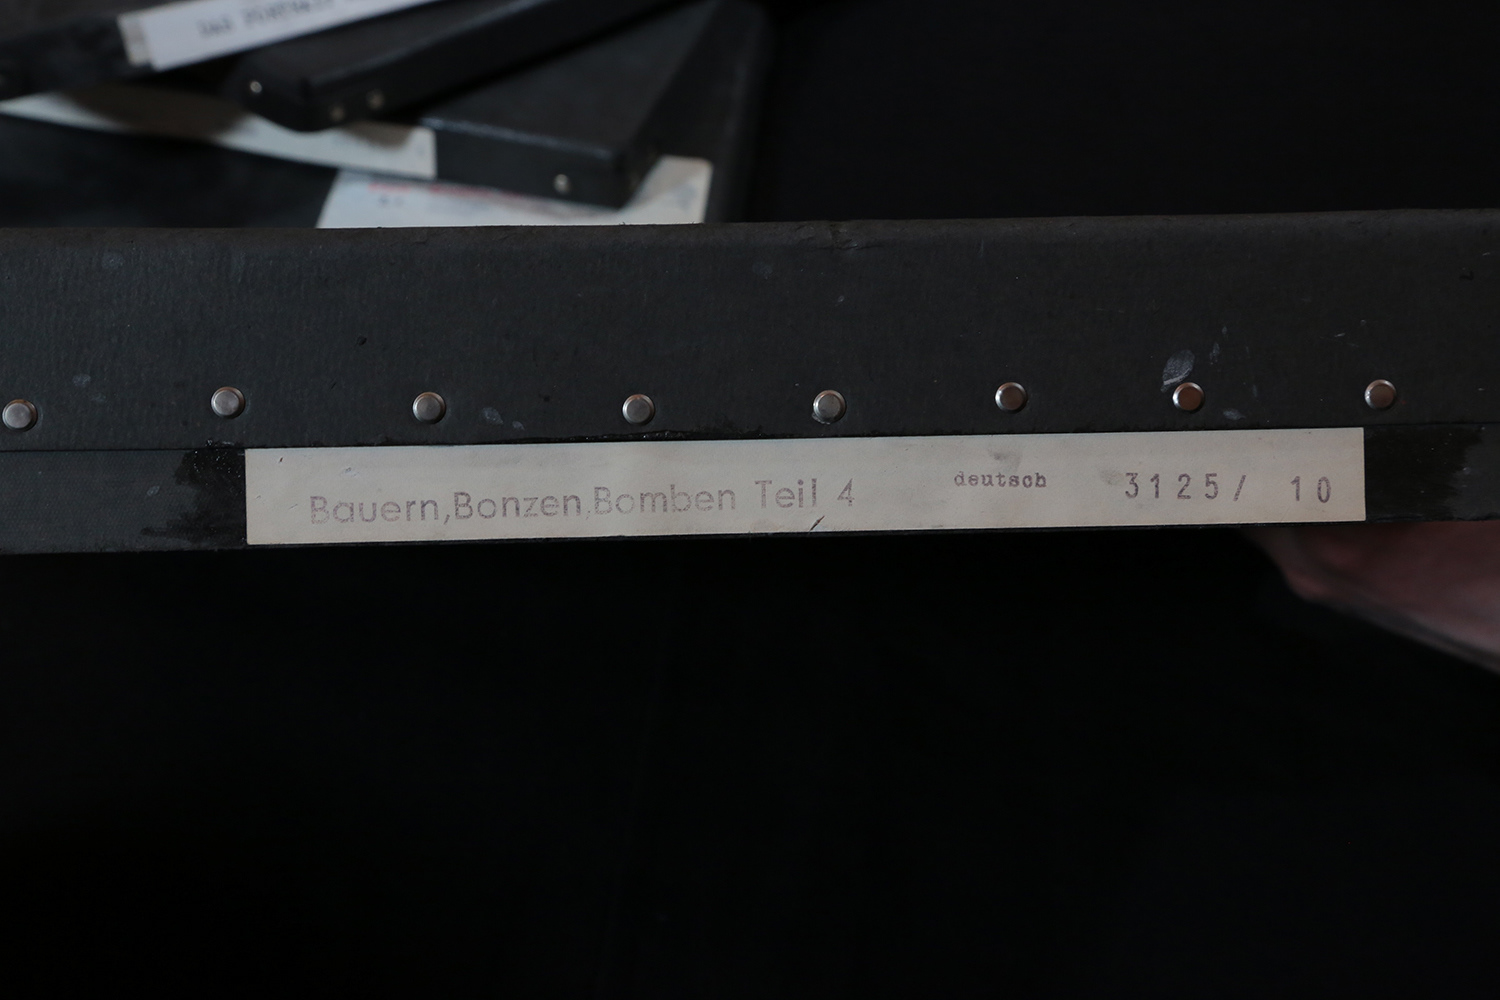 Bauern,Bonzen,Bomben Teil 4 deutsch 3125/ 10